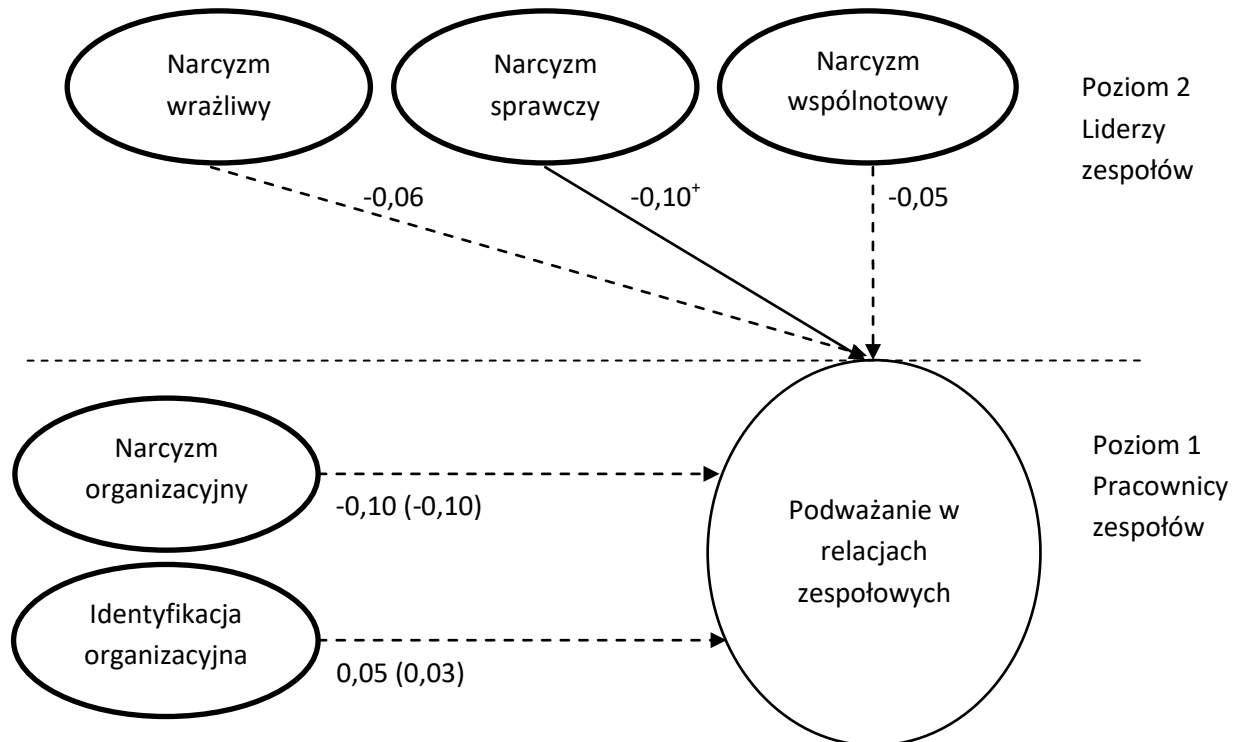 Narcyzm
wrażliwy
Narcyzm
sprawczy
Narcyzm
wspólnotowy
Poziom 2
Liderzy
zespołów
-0,06
-0,10⁺
-0,05
Narcyzm
organizacyjny
-0,10 (-0,10)
Identyfikacja
organizacyjna
0,05 (0,03)
Podważanie w
relacjach
zespołowych
Poziom 1
Pracownicy
zespołów